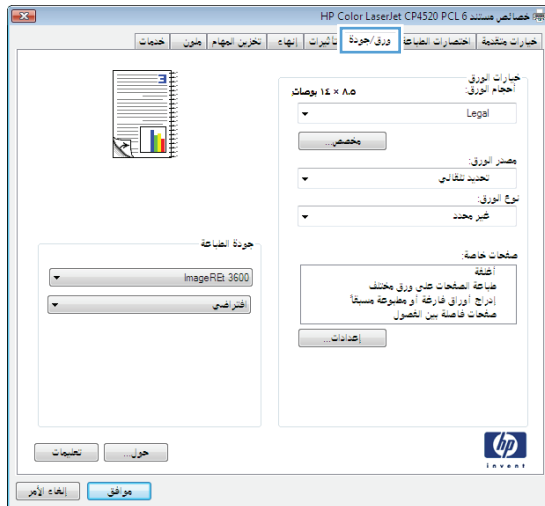 خصائص مستند HP Color LaserJet CP4520 PCL 6
خيارات متقدمة
اختصارات الطباعة
ورق/جودة
تأثيرات
إنهاء
تخزين المهام
ملون
خدمات
خيارات الورق
أحجام الورق:
٨.٥ × ١٤ بوصات
Legal
مخصص...
مصدر الورق:
تحديد تلقائي
نوع الورق:
غير محدد
صفحات خاصة:
أغلفة
طباعة الصفحات على ورق مختلف
إدراج أوراق فارغة أو مطبوعة مسبقاً
صفحات فاصلة بين الفصول
إعدادات...
3
جودة الطباعة
ImageREt 3600
افتراضي
hp
invent
حول...
تعليمات
موافق
إلغاء الأمر